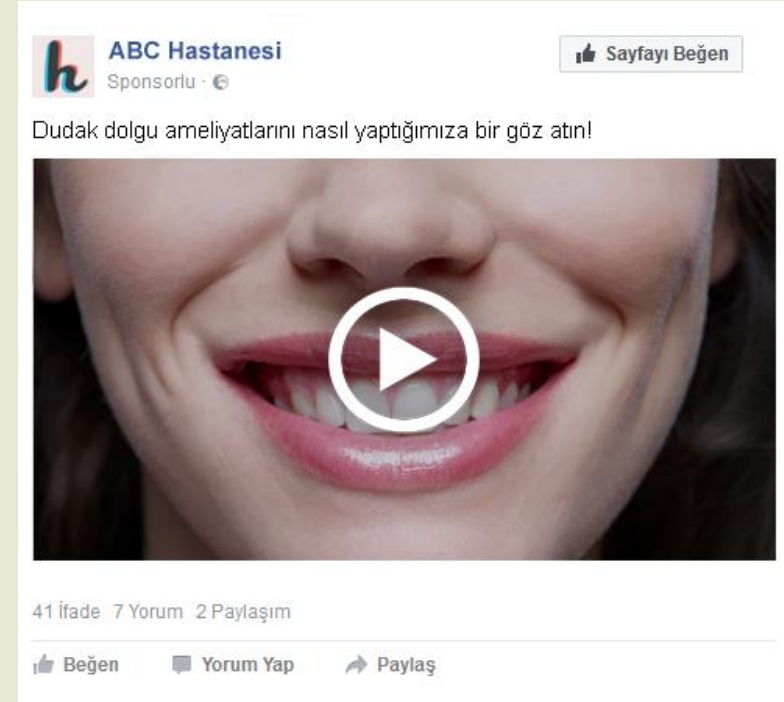 ABC Hastanesi
Sponsorlu ·
Sayfayı Beğen
Dudak dolgu ameliyatlarını nasıl yaptığımıza bir göz atın!
41 İfade 7 Yorum 2 Paylaşım
Beğen Yorum Yap Paylaş